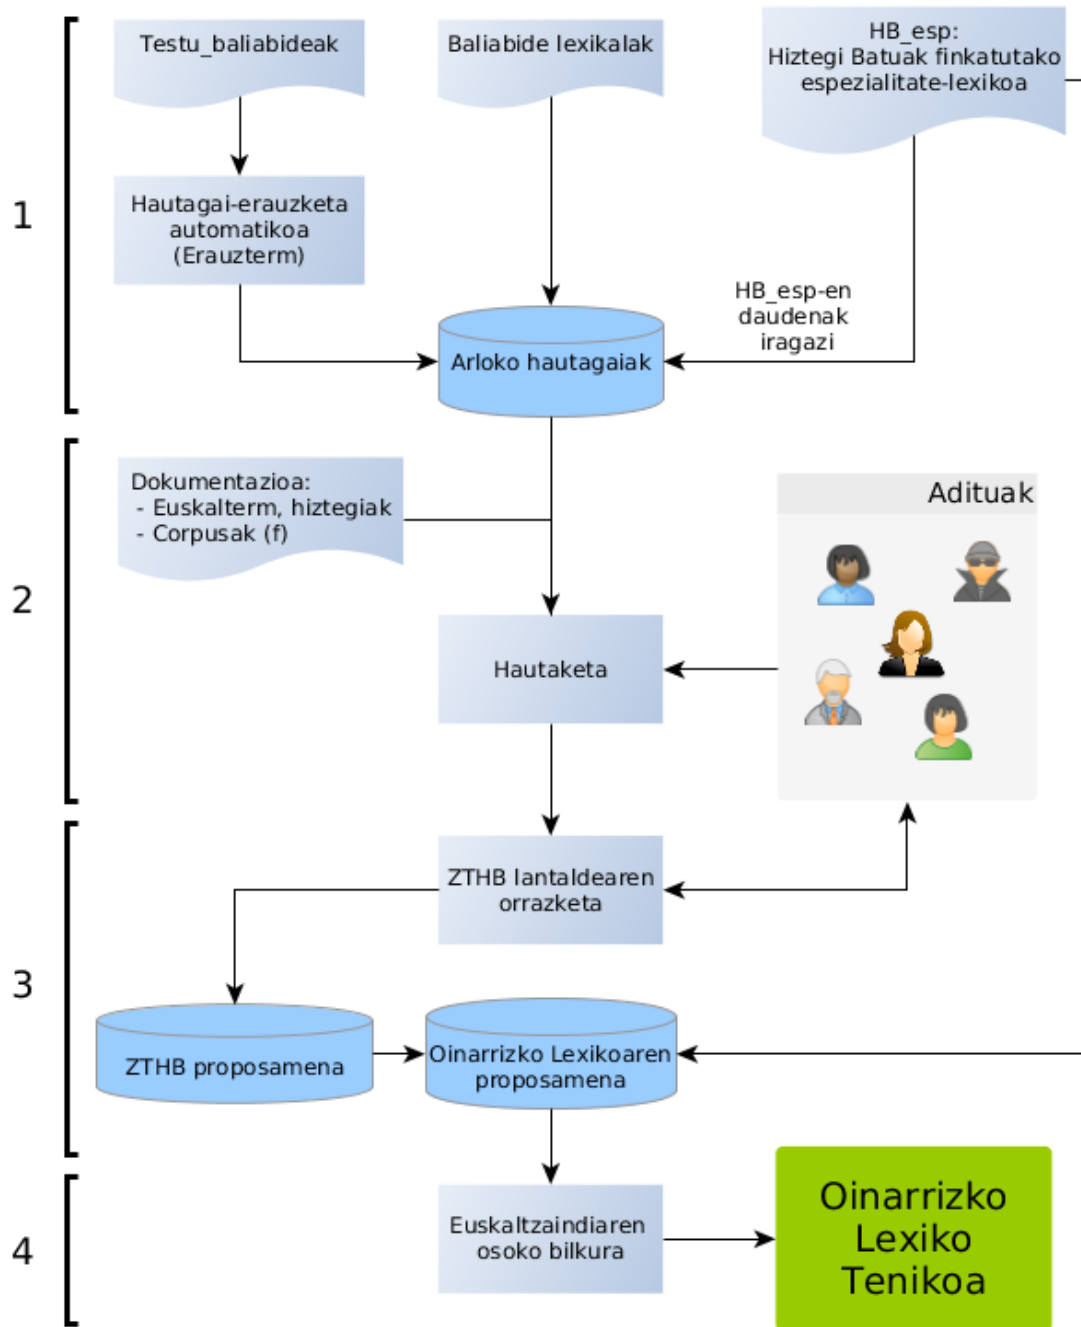 1
Testu_baliabideak
Baliabide lexikalak
HB_esp:
Hiztegi Batuak finkatutako
espezialitate-lexikoa
Hautagai-erauzketa
automatikoa
(Erauzterm)
HB_esp-en
daudenak
iragazi
Arloko hautagaiak
2
Dokumentazioa:
- Euskalterm, hiztegiak
- Corpusak (f)
Adituak
Hautaketa
3
ZTHB lantaldearen
orrazketa
ZTHB proposamena
Oinarrizko Lexikoaren
proposamena
4
Euskaltzaindiaren
osoko bilkura
Oinarrizko
Lexiko
Tenikoa